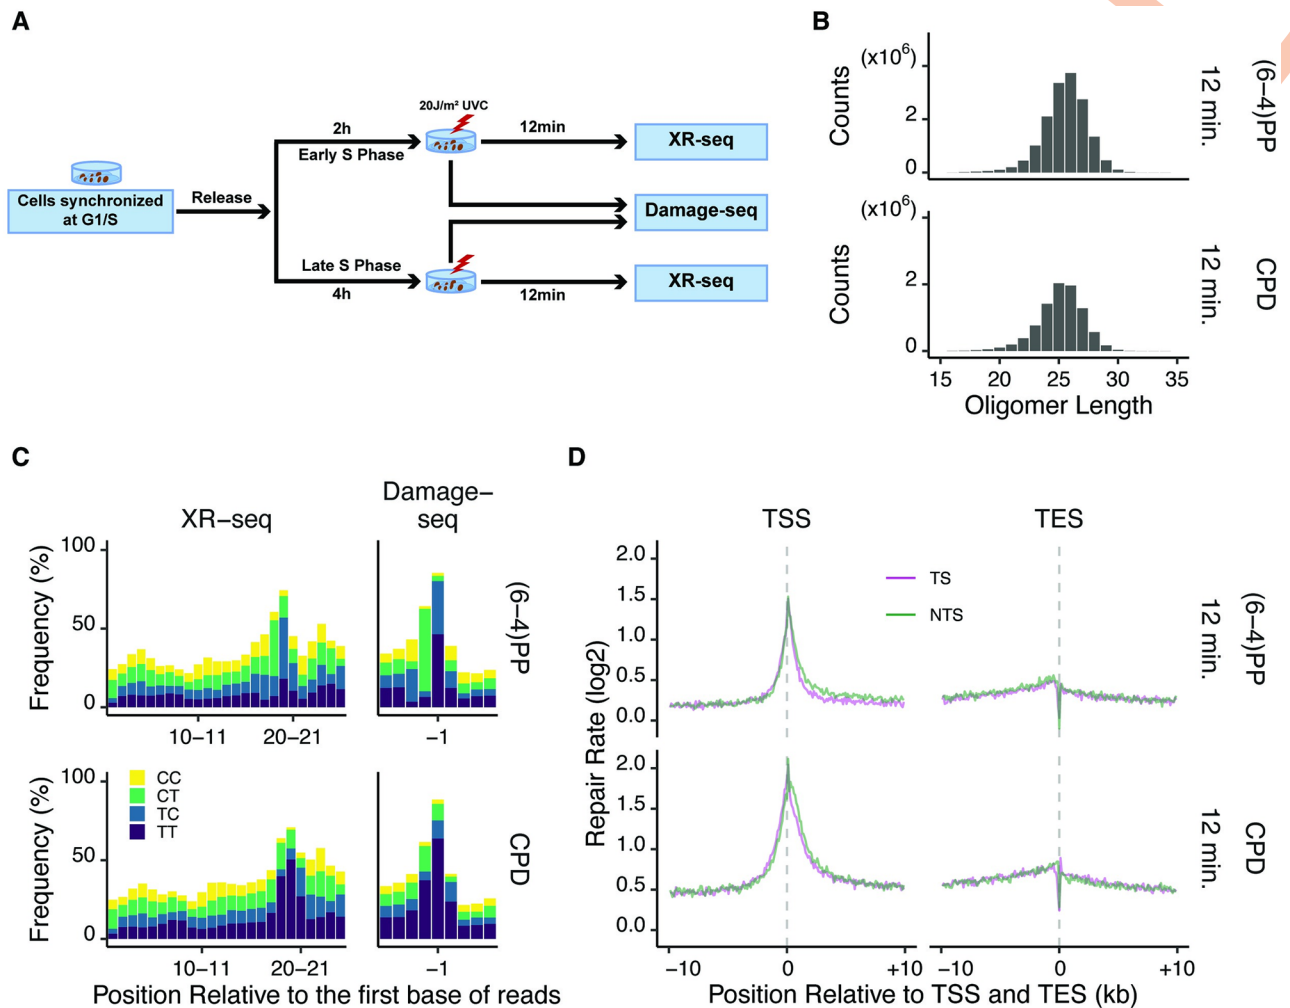 A
Cells synchronized
at G1/S
Release
2h
Early S Phase
Late S Phase
4h
20J/m² UVC
12min
12min
XR-seq
Damage-seq
XR-seq
B
(x10⁶)
Counts
2
0
(6−4)PP
12 min.
(x10⁶)
Counts
2
0
CPD
12 min.
15 20 25 30 35
Oligomer Length
C
XR−seq
Damage−
seq
Frequency (%)
100
50
0
10−11 20−21
−1
(6−4)PP
Frequency (%)
100
50
0
CC
CT
TC
TT
10−11 20−21
−1
CPD
Position Relative to the first base of reads
D
TSS
TES
Repair Rate (log2)
2.0
1.5
1.0
0.5
0.0
TS
NTS
(6−4)PP
12 min.
2.0
1.5
1.0
0.5
0.0
CPD
12 min.
−10 0 +10
−10 0 +10
Position Relative to TSS and TES (kb)